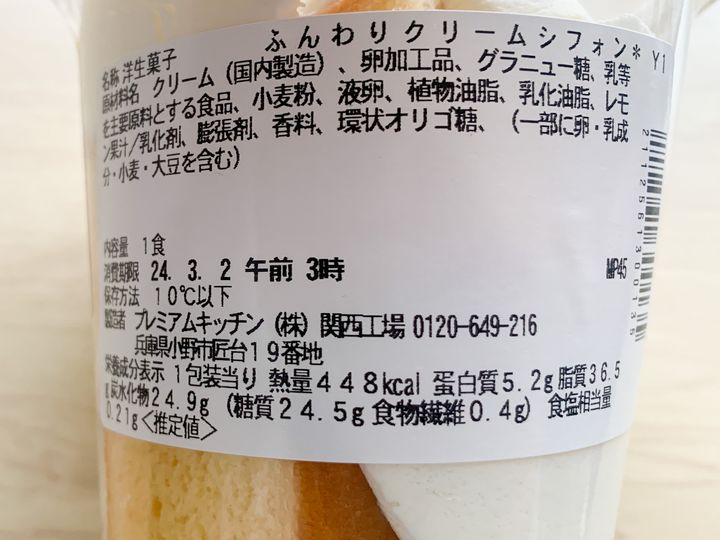 ふんわりクリームシフォン* Y1
名称 洋生菓子
原材料名 クリーム(国内製造)、卵加工品、グラニュー糖、乳等
を主要原料とする食品、小麦粉、液卵、植物油脂、乳化油脂、レモ
ン果汁/乳化剤、膨張剤、香料、環状オリゴ糖、(一部に卵・乳成
分・小麦・大豆を含む)
内容量 1食
消費期限 24. 3. 2 午前 3時 MP45
保存方法 10℃以下
製造者 プレミアムキッチン(株)関西工場 0120-649-216
兵庫県小野市匠台19番地
栄養成分表示 1包装当り 熱量448kcal 蛋白質5.2g 脂質36.5
g 炭水化物24.9g (糖質24.5g 食物繊維0.4g) 食塩相当量
0.21g<推定値>
2112561300135